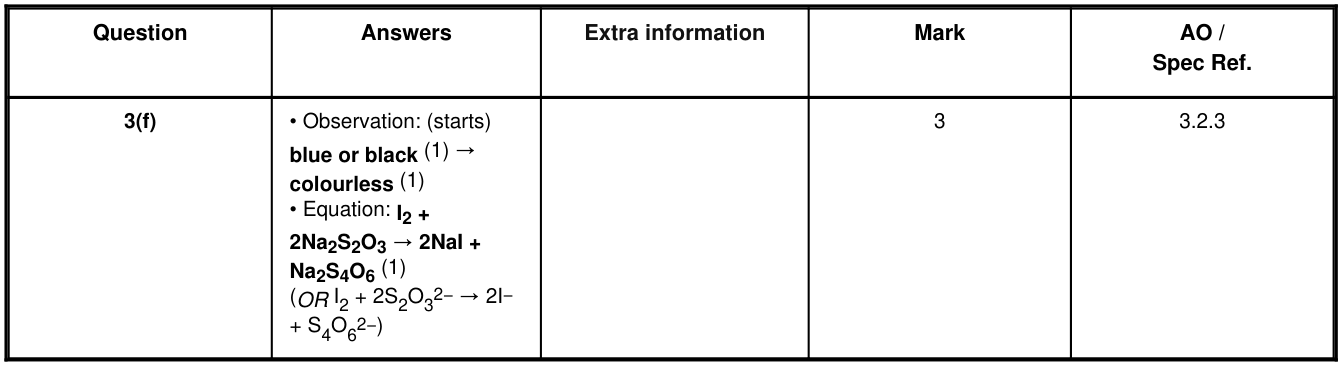 Question Answers Extra information Mark AO /
Spec Ref.
3(f) • Observation: (starts) 3 3.2.3
blue or black (1) →
colourless (1)
• Equation: I₂ +
2Na₂S₂O₃ → 2NaI +
Na₂S₄O₆ (1)
(OR I₂ + 2S₂O₃²⁻ → 2I⁻
+ S₄O₆²⁻)